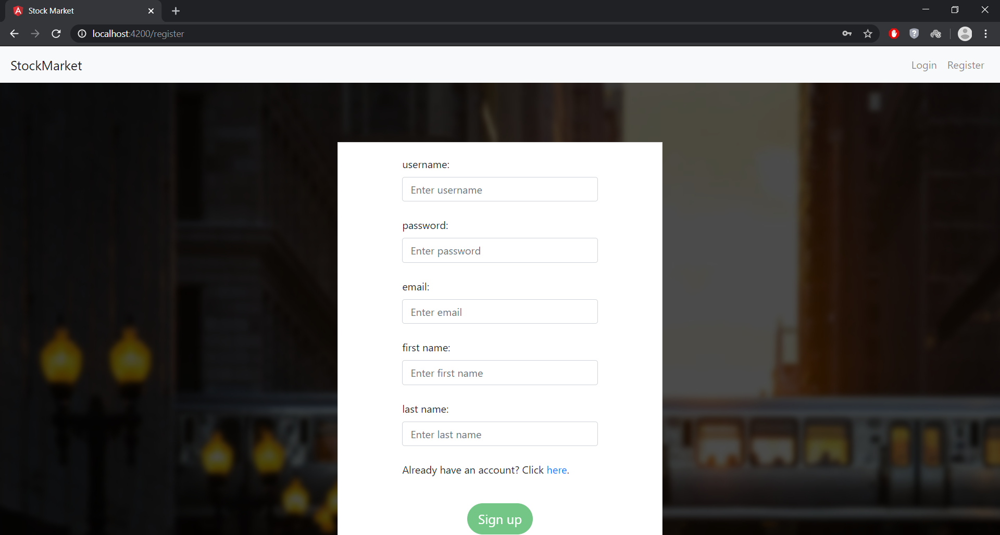 Stock Market
localhost:4200/register
StockMarket
Login
Register
username:
Enter username
password:
Enter password
email:
Enter email
first name:
Enter first name
last name:
Enter last name
Already have an account? Click here.
Sign up